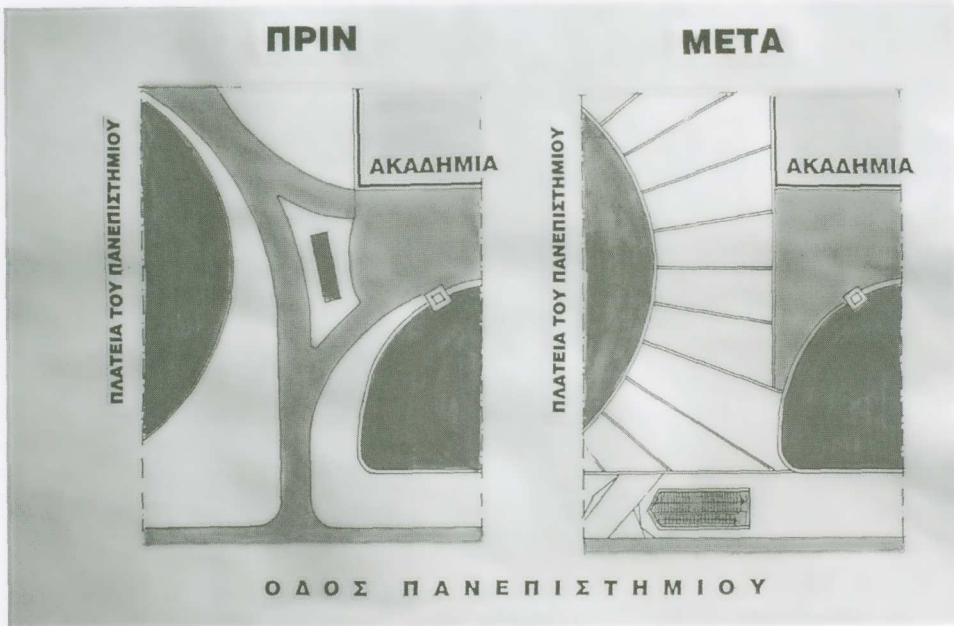 ΠΡΙΝ
ΜΕΤΑ
ΠΛΑΤΕΙΑ ΤΟΥ ΠΑΝΕΠΙΣΤΗΜΙΟΥ
ΑΚΑΔΗΜΙΑ
ΠΛΑΤΕΙΑ ΤΟΥ ΠΑΝΕΠΙΣΤΗΜΙΟΥ
ΑΚΑΔΗΜΙΑ
ΟΔΟΣ ΠΑΝΕΠΙΣΤΗΜΙΟΥ